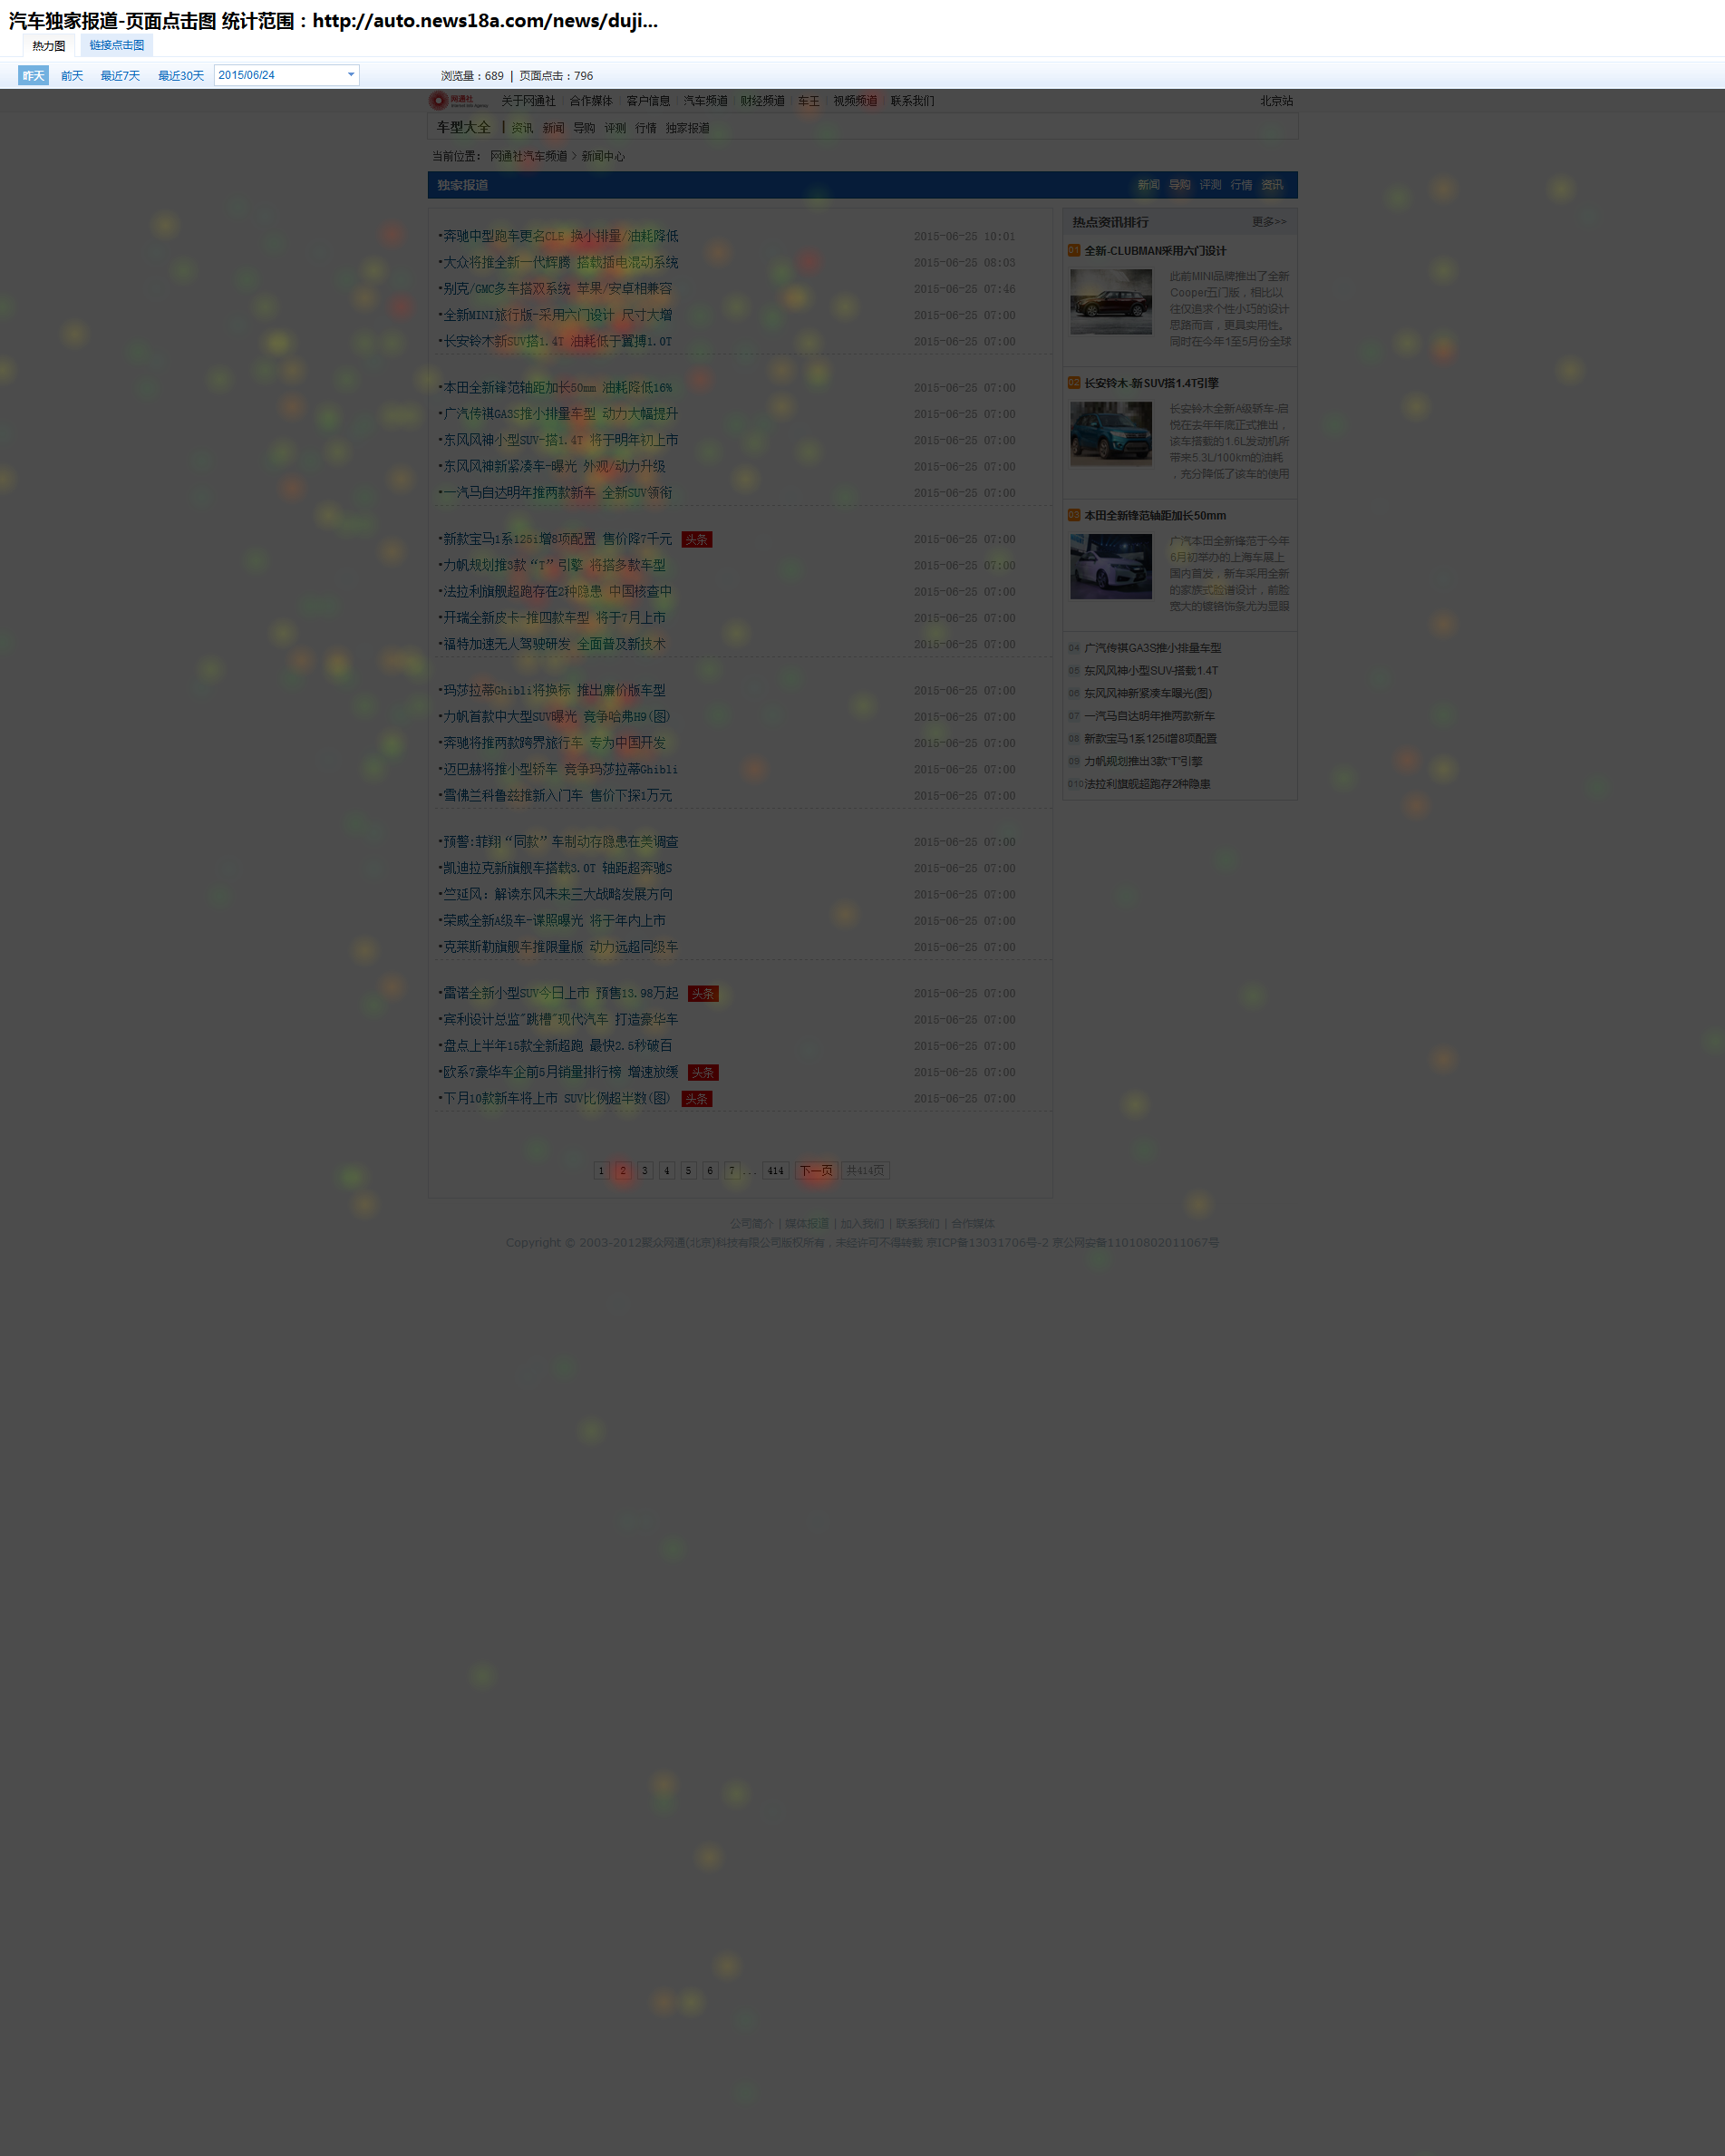 汽车独家报道-页面点击图 统计范围：http://auto.news18a.com/news/duji...
热力图 链接点击图
昨天 前天 最近7天 最近30天 2015/06/24 浏览量：689 | 页面点击：796
网通社 关于网通社 合作媒体 客户信息 汽车频道 财经频道 车王 视频频道 联系我们 北京站
车型大全 | 资讯 新闻 导购 评测 行情 独家报道
当前位置： 网通社汽车频道 > 新闻中心
独家报道 新闻 导购 评测 行情 资讯
•奔驰中型跑车更名CLE 换小排量/油耗降低 2015-06-25 10:01
•大众将推全新一代辉腾 搭载插电混动系统 2015-06-25 08:03
•别克/GMC多车搭双系统 苹果/安卓相兼容 2015-06-25 07:46
•全新MINI旅行版-采用六门设计 尺寸大增 2015-06-25 07:00
•长安铃木新SUV搭1.4T 油耗低于翼搏1.0T 2015-06-25 07:00
•本田全新锋范轴距加长50mm 油耗降低16% 2015-06-25 07:00
•广汽传祺GA3S推小排量车型 动力大幅提升 2015-06-25 07:00
•东风风神小型SUV-搭1.4T 将于明年初上市 2015-06-25 07:00
•东风风神新紧凑车-曝光 外观/动力升级 2015-06-25 07:00
•一汽马自达明年推两款新车 全新SUV领衔 2015-06-25 07:00
•新款宝马1系125i增8项配置 售价降7千元 头条 2015-06-25 07:00
•力帆规划推3款“T”引擎 将搭多款车型 2015-06-25 07:00
•法拉利旗舰超跑存在2种隐患 中国核查中 2015-06-25 07:00
•开瑞全新皮卡-推四款车型 将于7月上市 2015-06-25 07:00
•福特加速无人驾驶研发 全面普及新技术 2015-06-25 07:00
•玛莎拉蒂Ghibli将换标 推出廉价版车型 2015-06-25 07:00
•力帆首款中大型SUV曝光 竞争哈弗H9(图) 2015-06-25 07:00
•奔驰将推两款跨界旅行车 专为中国开发 2015-06-25 07:00
•迈巴赫将推小型轿车 竞争玛莎拉蒂Ghibli 2015-06-25 07:00
•雪佛兰科鲁兹推新入门车 售价下探1万元 2015-06-25 07:00
•预警:菲翔“同款”车制动存隐患在美调查 2015-06-25 07:00
•凯迪拉克新旗舰车搭载3.0T 轴距超奔驰S 2015-06-25 07:00
•竺延风：解读东风未来三大战略发展方向 2015-06-25 07:00
•荣威全新A级车-谍照曝光 将于年内上市 2015-06-25 07:00
•克莱斯勒旗舰车推限量版 动力远超同级车 2015-06-25 07:00
•雷诺全新小型SUV今日上市 预售13.98万起 头条 2015-06-25 07:00
•宾利设计总监"跳槽"现代汽车 打造豪华车 2015-06-25 07:00
•盘点上半年15款全新超跑 最快2.5秒破百 2015-06-25 07:00
•欧系7豪华车企前5月销量排行榜 增速放缓 头条 2015-06-25 07:00
•下月10款新车将上市 SUV比例超半数(图) 头条 2015-06-25 07:00
1 2 3 4 5 6 7 ... 414 下一页 共414页
热点资讯排行 更多>>
01 全新-CLUBMAN采用六门设计
此前MINI品牌推出了全新
Cooper五门版，相比以
往仅追求个性小巧的设计
思路而言，更具实用性。
同时在今年1至5月份全球
02 长安铃木-新SUV搭1.4T引擎
长安铃木全新A级轿车-启
悦在去年年底正式推出，
该车搭载的1.6L发动机所
带来5.3L/100km的油耗
，充分降低了该车的使用
03 本田全新锋范轴距加长50mm
广汽本田全新锋范于今年
6月初举办的上海车展上
国内首发，新车采用全新
的家族式脸谱设计，前脸
宽大的镀铬饰条尤为显眼
04 广汽传祺GA3S推小排量车型
05 东风风神小型SUV-搭载1.4T
06 东风风神新紧凑车曝光(图)
07 一汽马自达明年推两款新车
08 新款宝马1系125i增8项配置
09 力帆规划推出3款“T”引擎
010 法拉利旗舰超跑存2种隐患
公司简介 | 媒体报道 | 加入我们 | 联系我们 | 合作媒体
Copyright © 2003-2012聚众网通(北京)科技有限公司版权所有，未经许可不得转载 京ICP备13031706号-2 京公网安备11010802011067号